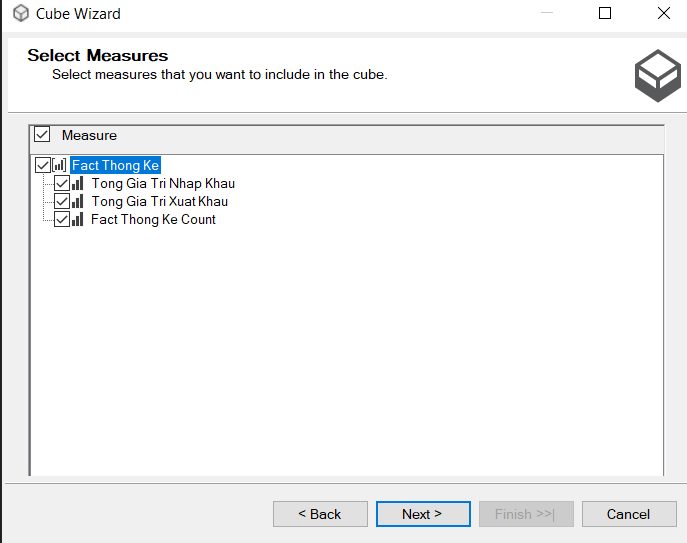 Cube Wizard
Select Measures
Select measures that you want to include in the cube.
Measure
Fact Thong Ke
Tong Gia Tri Nhap Khau
Tong Gia Tri Xuat Khau
Fact Thong Ke Count
< Back
Next >
Finish >>|
Cancel